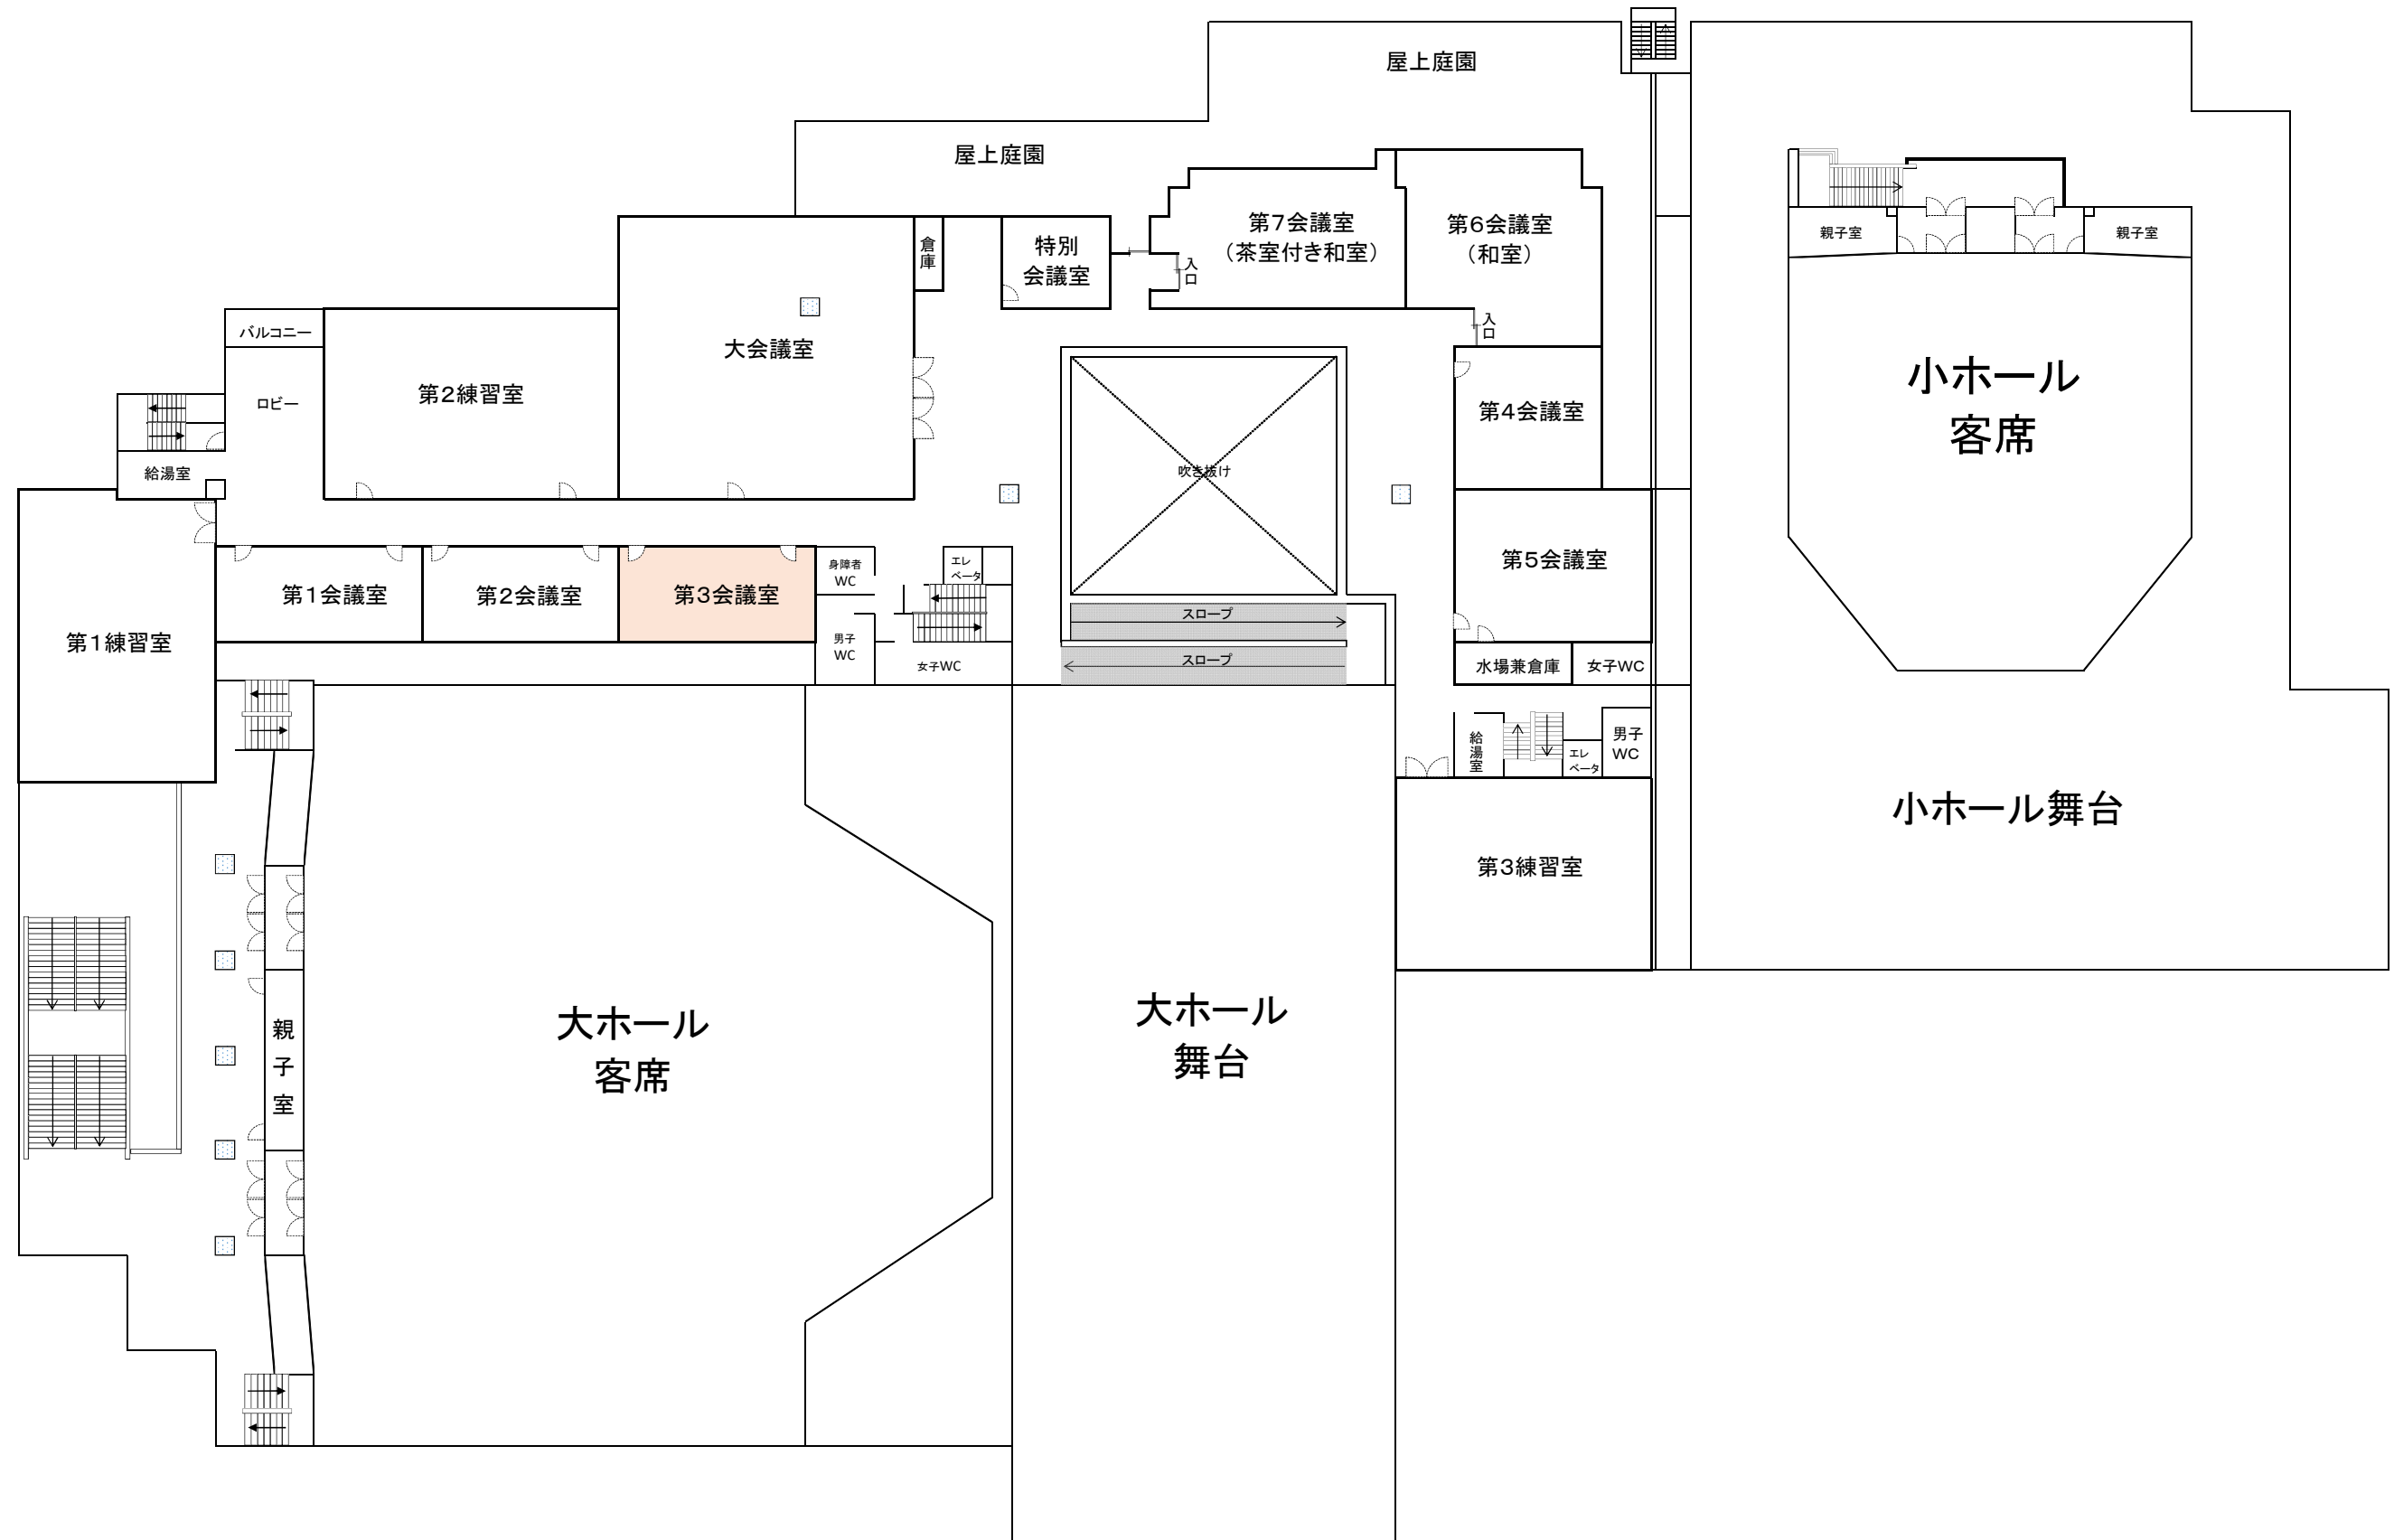 屋上庭園
屋上庭園
第7会議室
（茶室付き和室）
第6会議室
（和室）
倉庫
特別
会議室
入口
入口
親子室
親子室
バルコニー
ロビー
第2練習室
大会議室
第4会議室
小ホール
客席
給湯室
吹き抜け
第5会議室
身障者
WC
エレ
ベータ
第1会議室
第2会議室
第3会議室
第1練習室
男子
WC
女子WC
スロープ
スロープ
水場兼倉庫
女子WC
給湯室
エレ
ベータ
男子
WC
小ホール舞台
第3練習室
親子室
大ホール
客席
大ホール
舞台